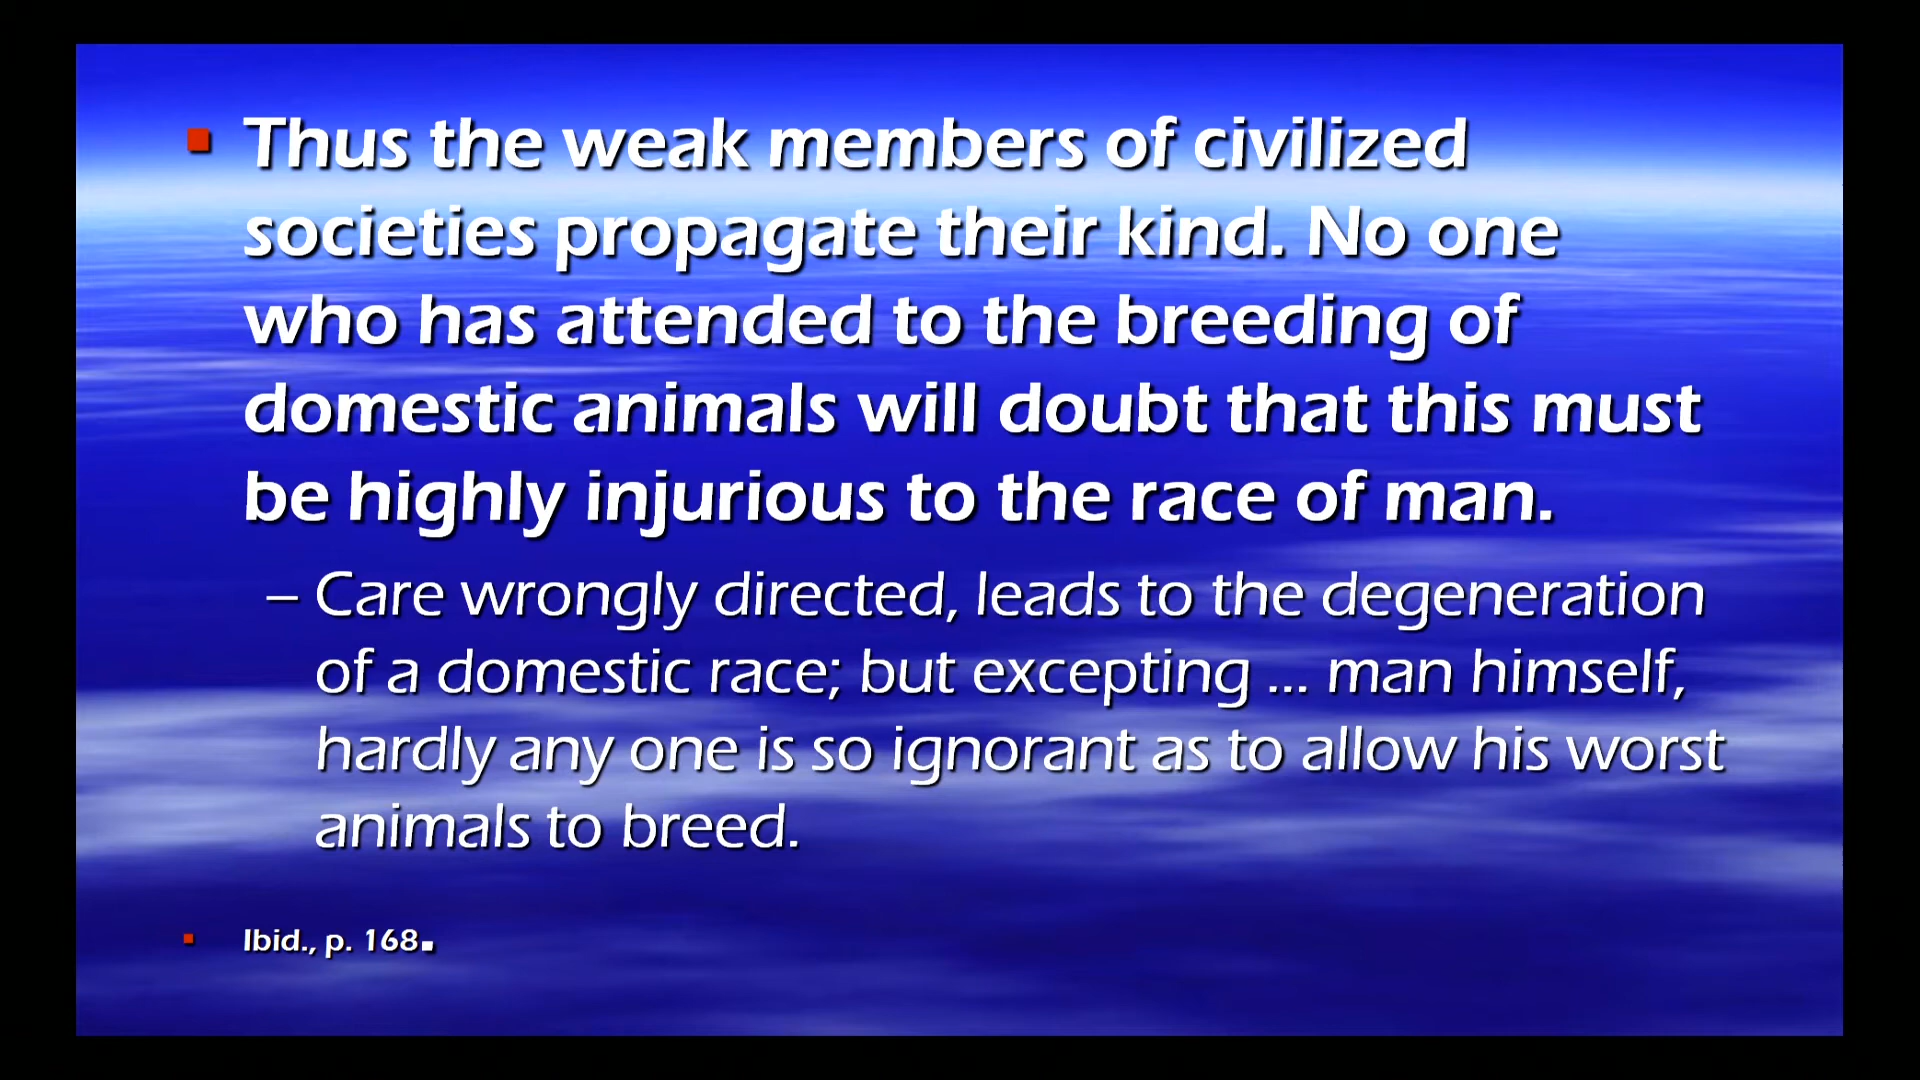 ▪ Thus the weak members of civilized
societies propagate their kind. No one
who has attended to the breeding of
domestic animals will doubt that this must
be highly injurious to the race of man.
– Care wrongly directed, leads to the degeneration
of a domestic race; but excepting ... man himself,
hardly any one is so ignorant as to allow his worst
animals to breed.
▪ Ibid., p. 168.